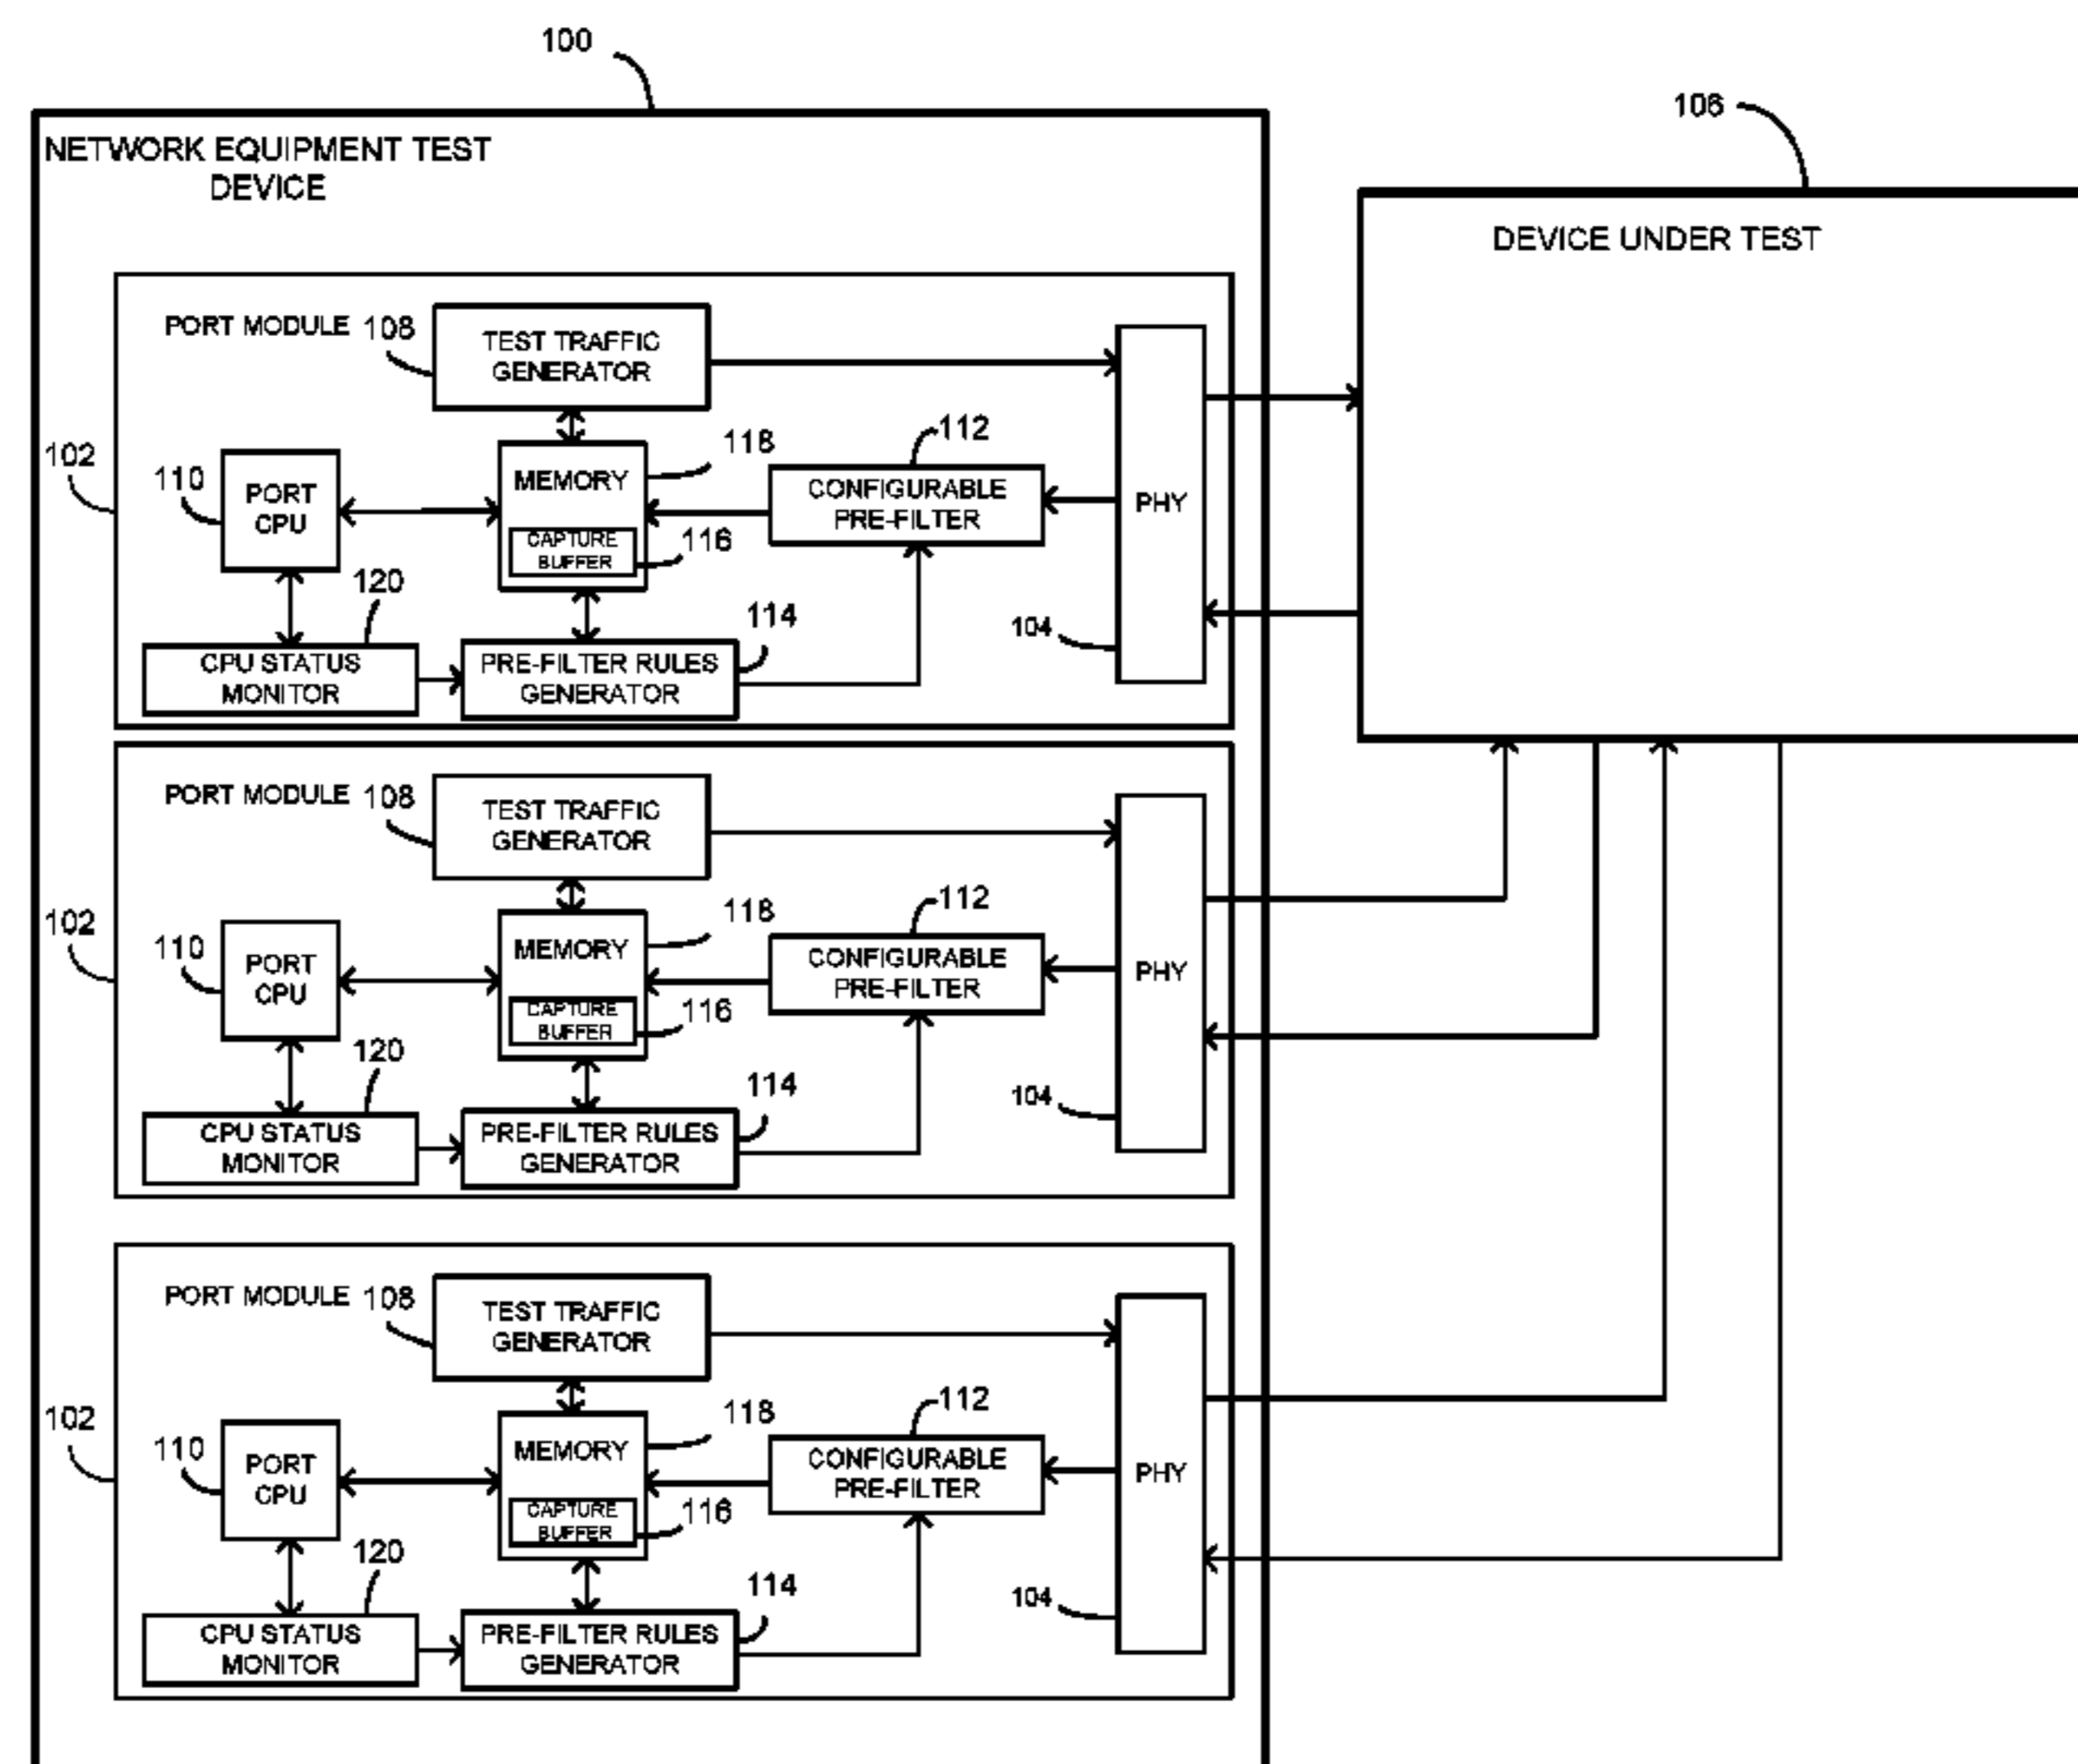 100
106
NETWORK EQUIPMENT TEST
DEVICE
DEVICE UNDER TEST
PORT MODULE 108
TEST TRAFFIC
GENERATOR
102
110
PORT
CPU
MEMORY
118
CAPTURE
BUFFER
116
112
CONFIGURABLE
PRE-FILTER
PHY
104
120
CPU STATUS
MONITOR
PRE-FILTER RULES
GENERATOR
114
PORT MODULE 108
TEST TRAFFIC
GENERATOR
102
110
PORT
CPU
MEMORY
118
CAPTURE
BUFFER
116
112
CONFIGURABLE
PRE-FILTER
PHY
104
120
CPU STATUS
MONITOR
PRE-FILTER RULES
GENERATOR
114
PORT MODULE 108
TEST TRAFFIC
GENERATOR
102
110
PORT
CPU
MEMORY
118
CAPTURE
BUFFER
116
112
CONFIGURABLE
PRE-FILTER
PHY
104
120
CPU STATUS
MONITOR
PRE-FILTER RULES
GENERATOR
114